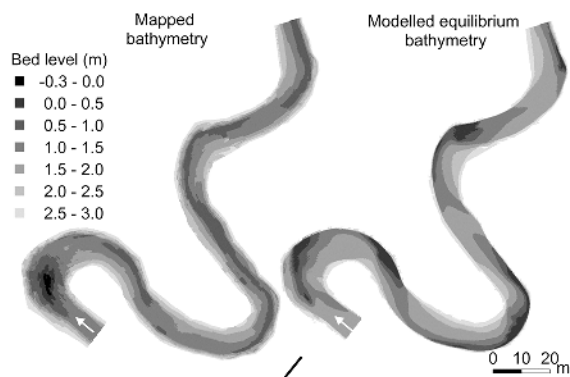 Mapped
bathymetry
Modelled equilibrium
bathymetry
Bed level (m)
-0.3 - 0.0
0.0 - 0.5
0.5 - 1.0
1.0 - 1.5
1.5 - 2.0
2.0 - 2.5
2.5 - 3.0
0 10 20
m